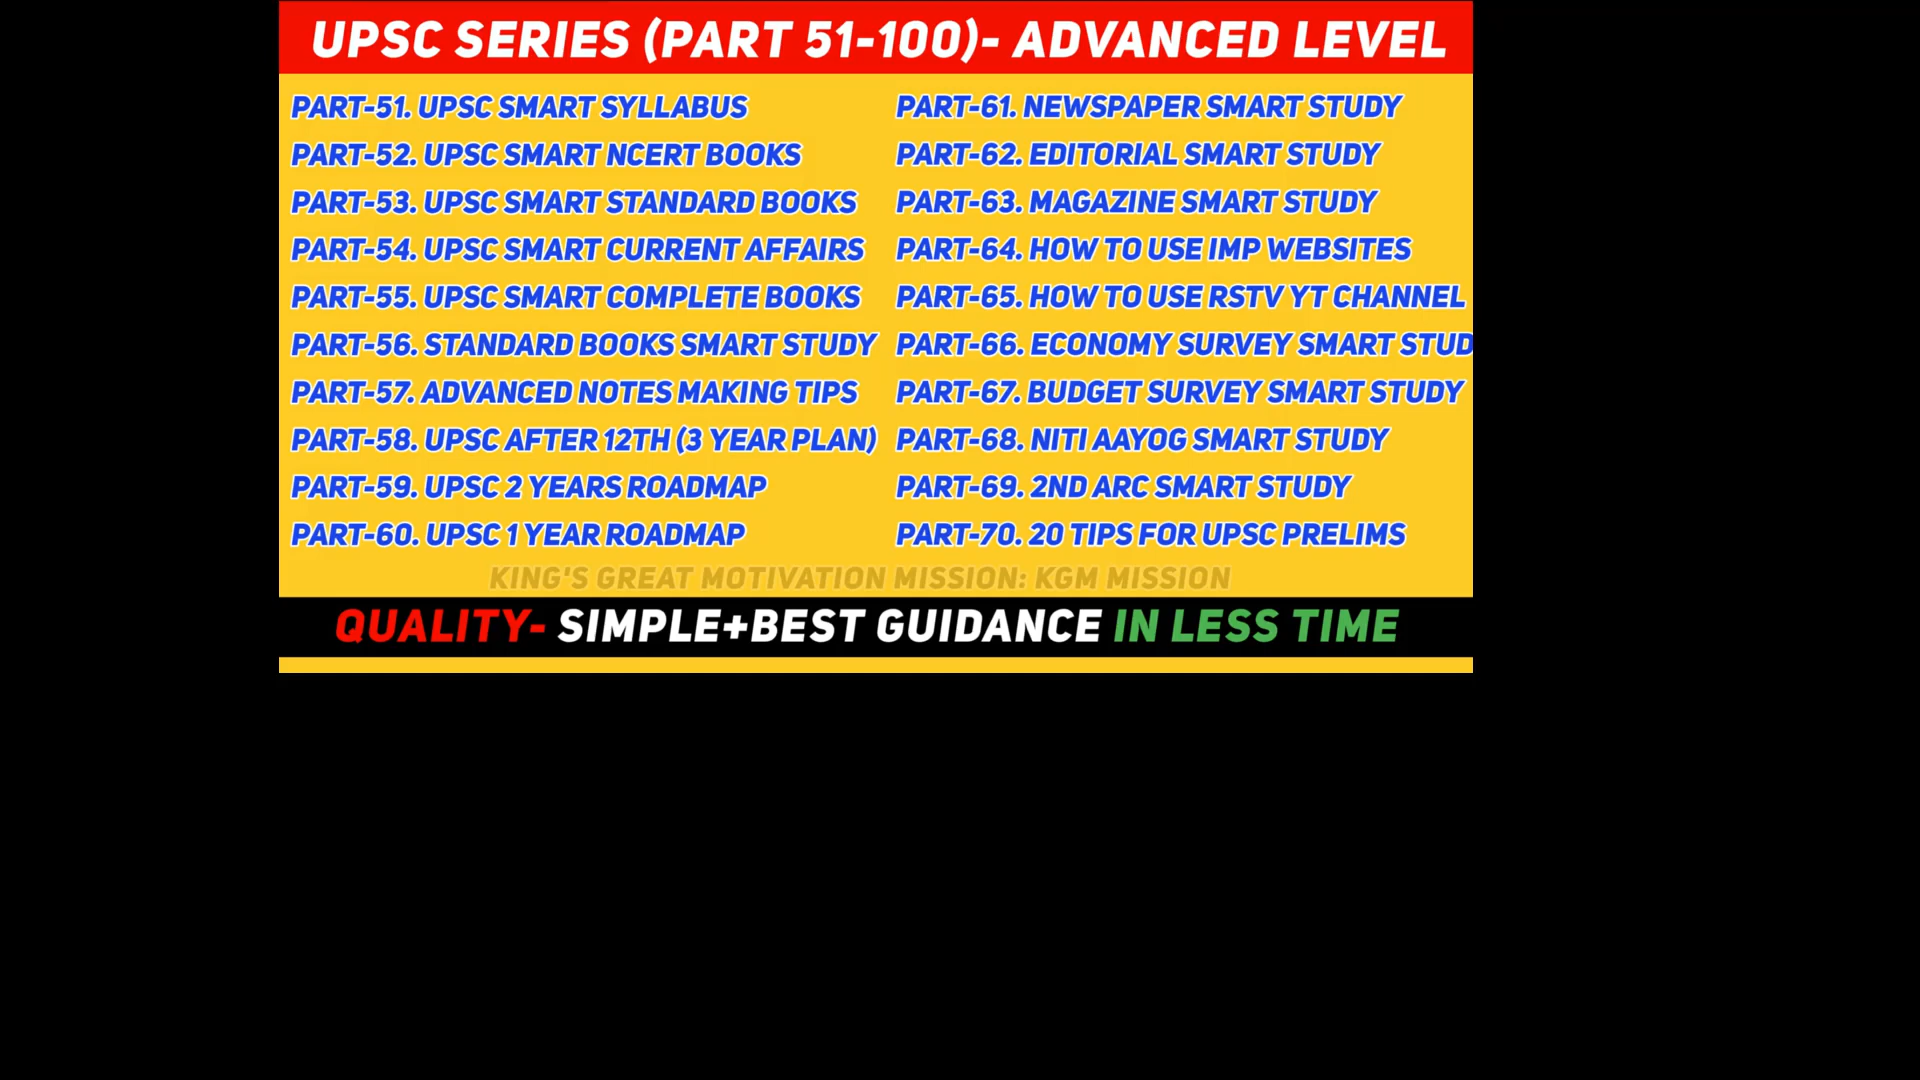 UPSC SERIES (PART 51-100)- ADVANCED LEVEL
PART-51. UPSC SMART SYLLABUS
PART-52. UPSC SMART NCERT BOOKS
PART-53. UPSC SMART STANDARD BOOKS
PART-54. UPSC SMART CURRENT AFFAIRS
PART-55. UPSC SMART COMPLETE BOOKS
PART-56. STANDARD BOOKS SMART STUDY
PART-57. ADVANCED NOTES MAKING TIPS
PART-58. UPSC AFTER 12TH (3 YEAR PLAN)
PART-59. UPSC 2 YEARS ROADMAP
PART-60. UPSC 1 YEAR ROADMAP
PART-61. NEWSPAPER SMART STUDY
PART-62. EDITORIAL SMART STUDY
PART-63. MAGAZINE SMART STUDY
PART-64. HOW TO USE IMP WEBSITES
PART-65. HOW TO USE RSTV YT CHANNEL
PART-66. ECONOMY SURVEY SMART STUD
PART-67. BUDGET SURVEY SMART STUDY
PART-68. NITI AAYOG SMART STUDY
PART-69. 2ND ARC SMART STUDY
PART-70. 20 TIPS FOR UPSC PRELIMS
KING'S GREAT MOTIVATION MISSION: KGM MISSION
QUALITY- SIMPLE+BEST GUIDANCE IN LESS TIME